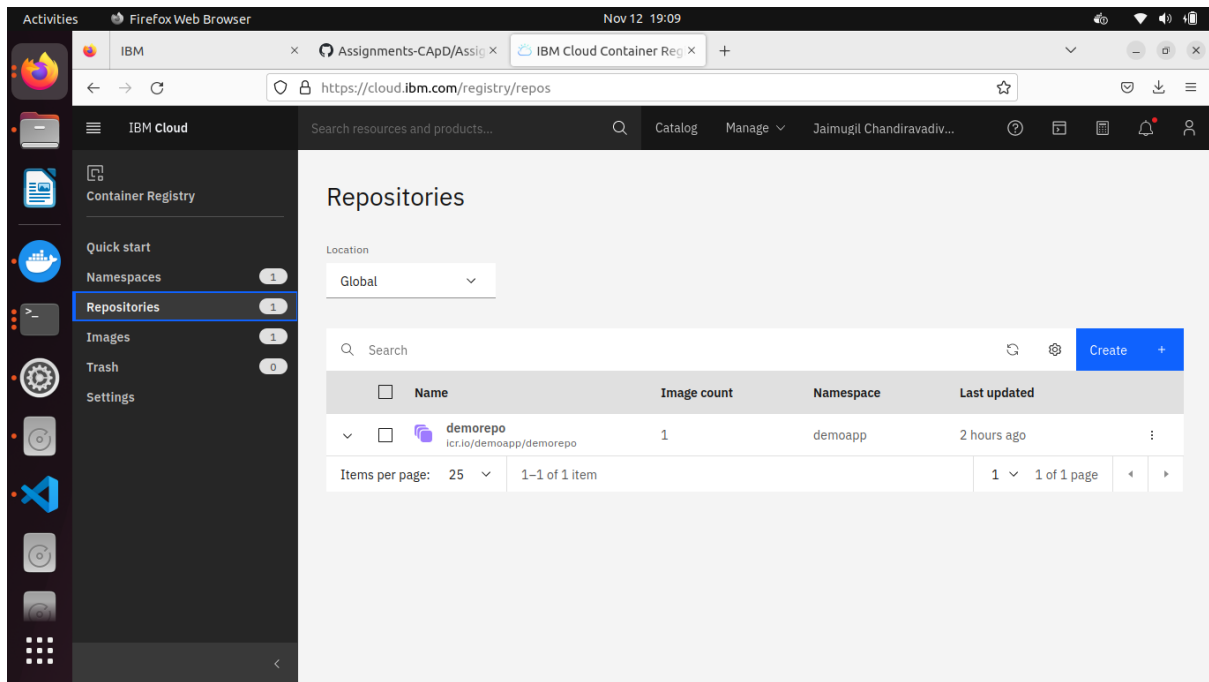 Activities Firefox Web Browser Nov 12 19:09
IBM Assignments-CApD/Assig IBM Cloud Container Reg
https://cloud.ibm.com/registry/repos
IBM Cloud Search resources and products... Catalog Manage Jaimugil Chandiravadiv...
Container Registry
Quick start
Namespaces 1
Repositories 1
Images 1
Trash 0
Settings
Repositories
Location
Global
Search Create +
Name Image count Namespace Last updated
demorepo 1 demoapp 2 hours ago
icr.io/demoapp/demorepo
Items per page: 25 1–1 of 1 item 1 1 of 1 page